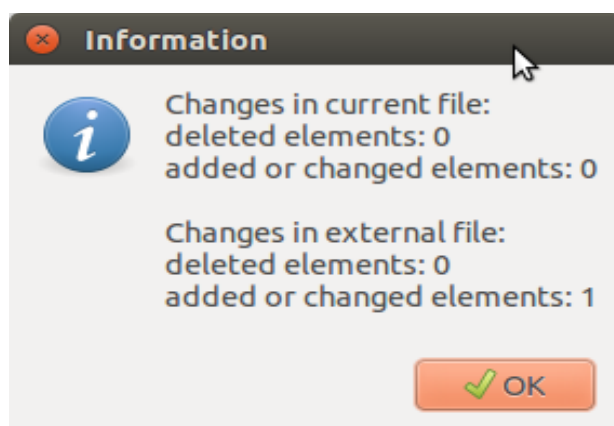 Information
Changes in current file:
deleted elements: 0
added or changed elements: 0
Changes in external file:
deleted elements: 0
added or changed elements: 1
OK